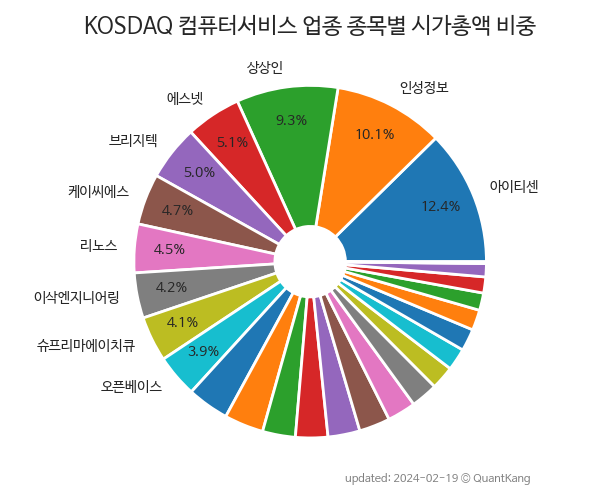 KOSDAQ 컴퓨터서비스 업종 종목별 시가총액 비중
상상인
인성정보
에스넷
9.3%
10.1%
브리지텍
5.1%
5.0%
케이씨에스
아이티센
4.7%
12.4%
리노스
4.5%
이삭엔지니어링
4.2%
4.1%
슈프리마에이치큐
3.9%
오픈베이스
updated: 2024-02-19 © QuantKang